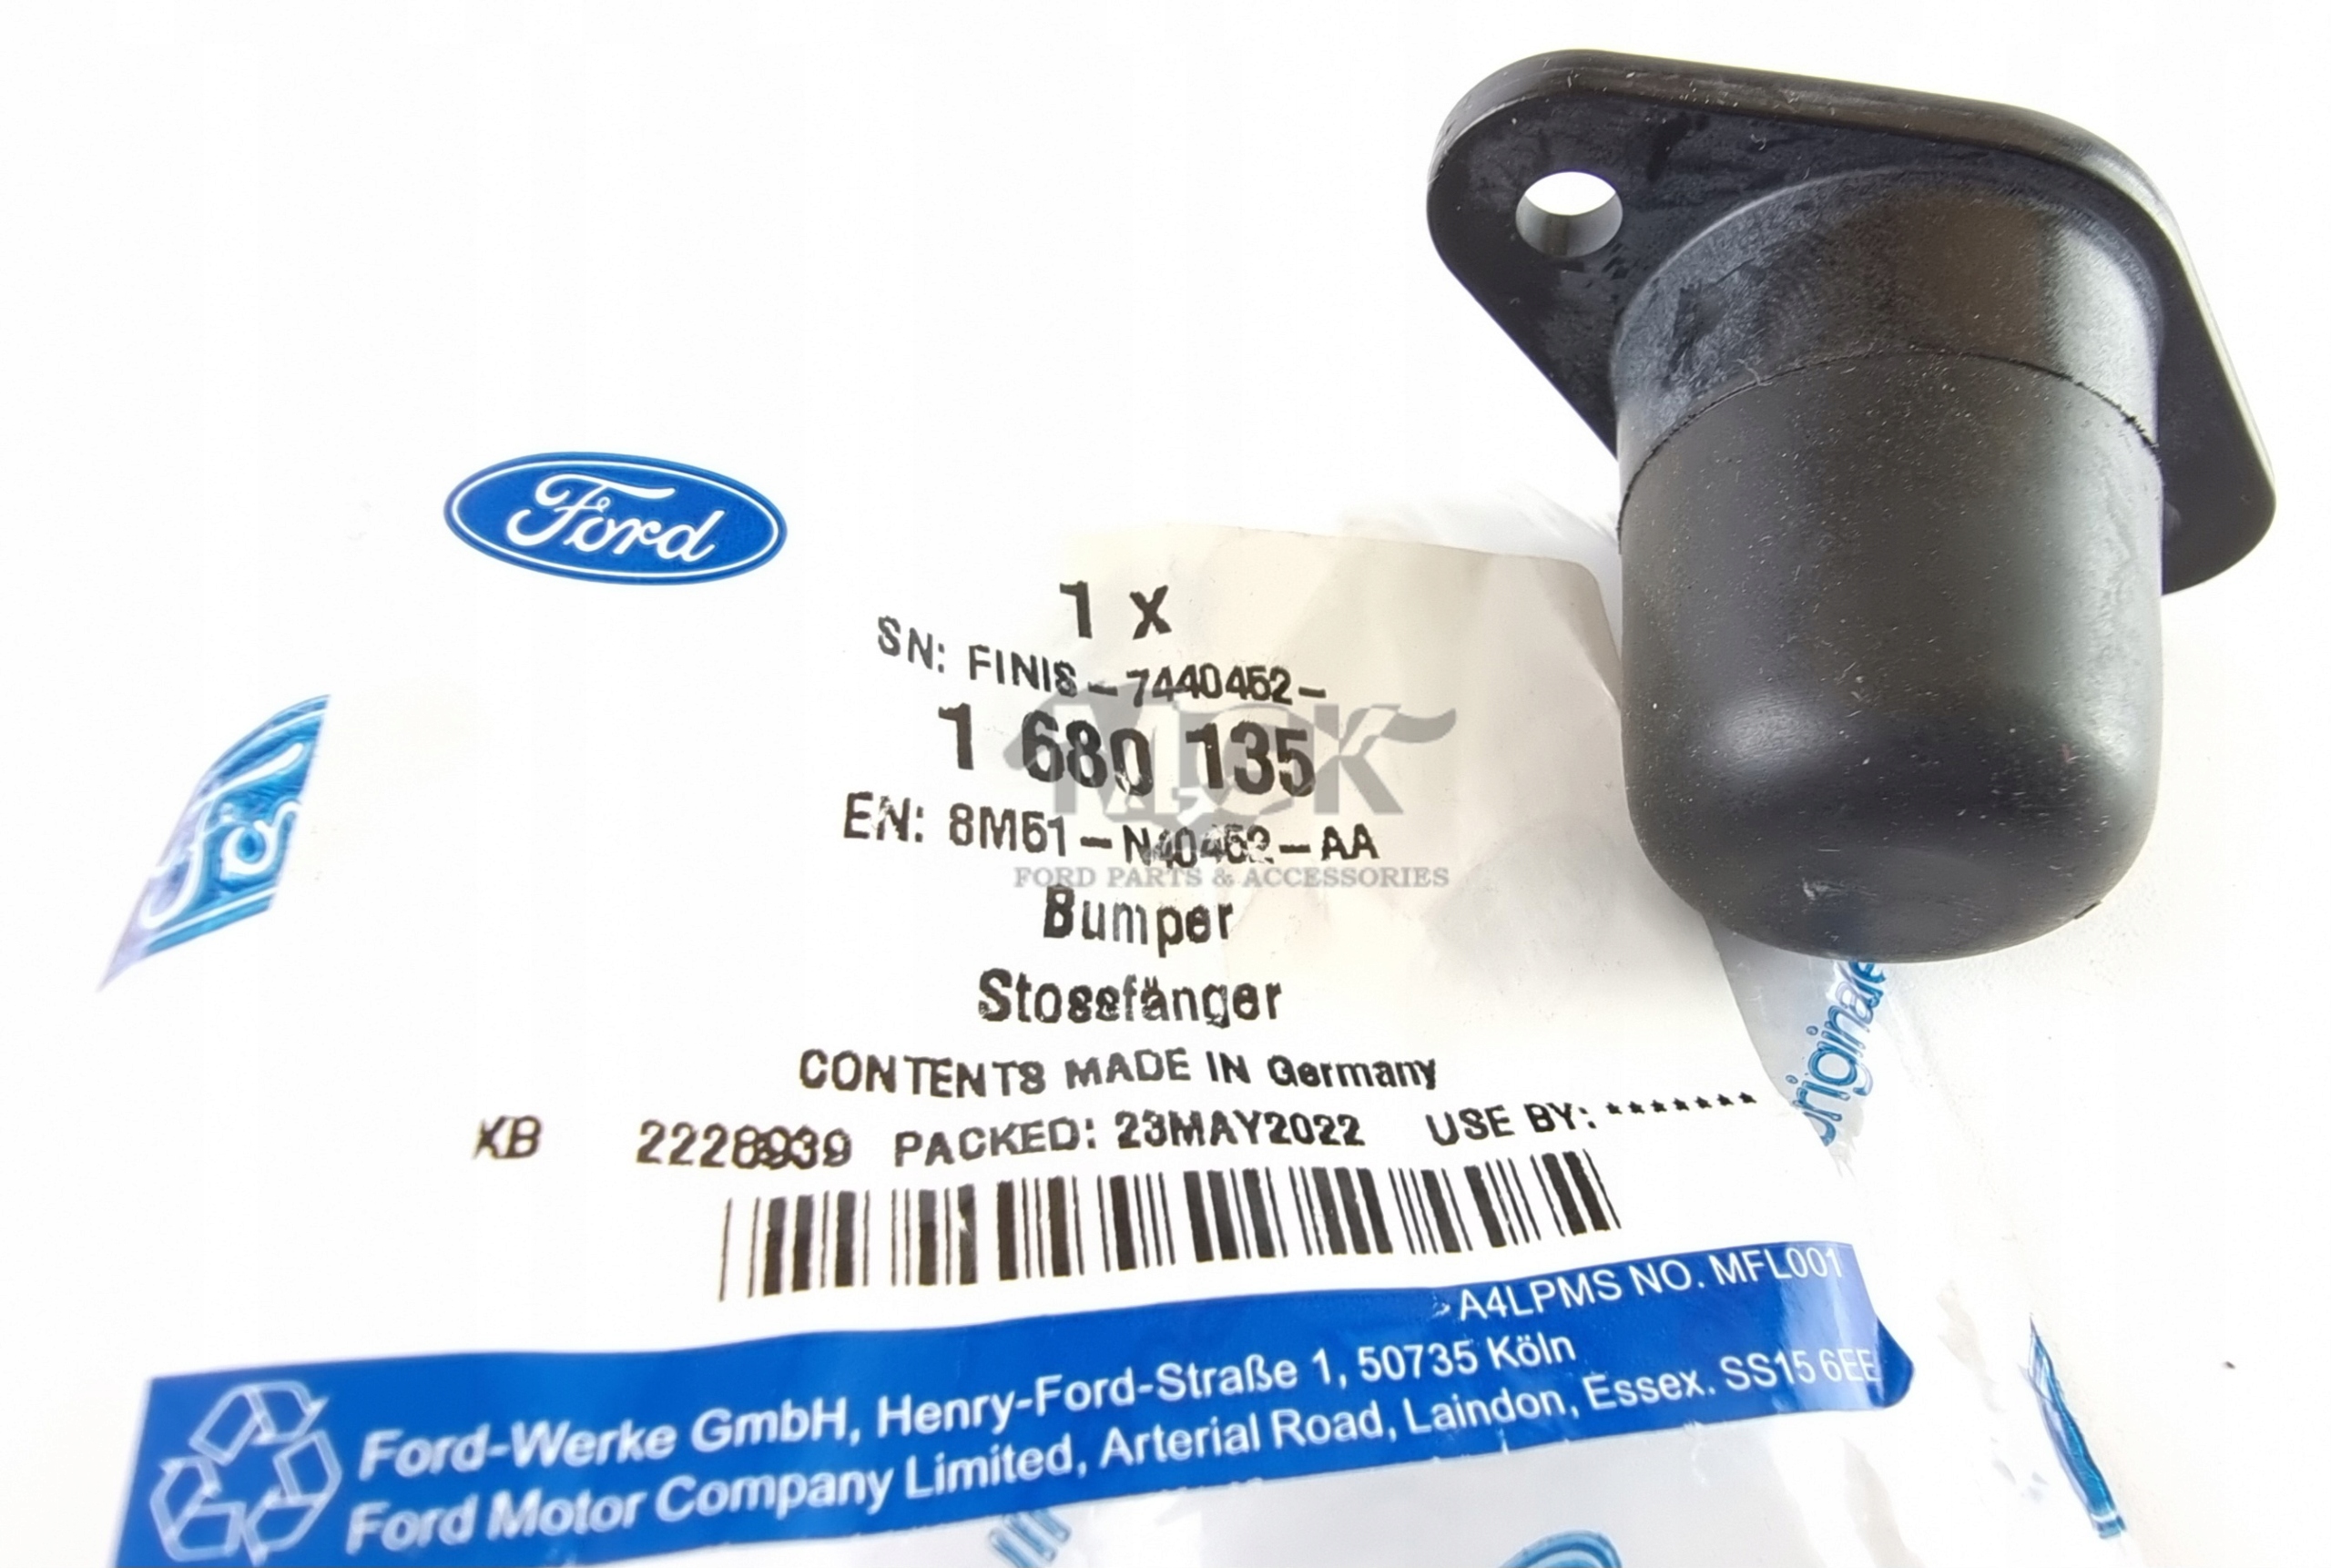 Ford
1 x
SN: FINIS-7440452-
1 680 135
EN: 8M51-N40452-AA
MCK
FORD PARTS & ACCESSORIES
Bumper
Stossfänger
CONTENTS MADE IN Germany
KB 2228939 PACKED: 23MAY2022 USE BY: *******
A4LPMS NO. MFL001
Ford-Werke GmbH, Henry-Ford-Straße 1, 50735 Köln
Ford Motor Company Limited, Arterial Road, Laindon, Essex. SS15 6EE